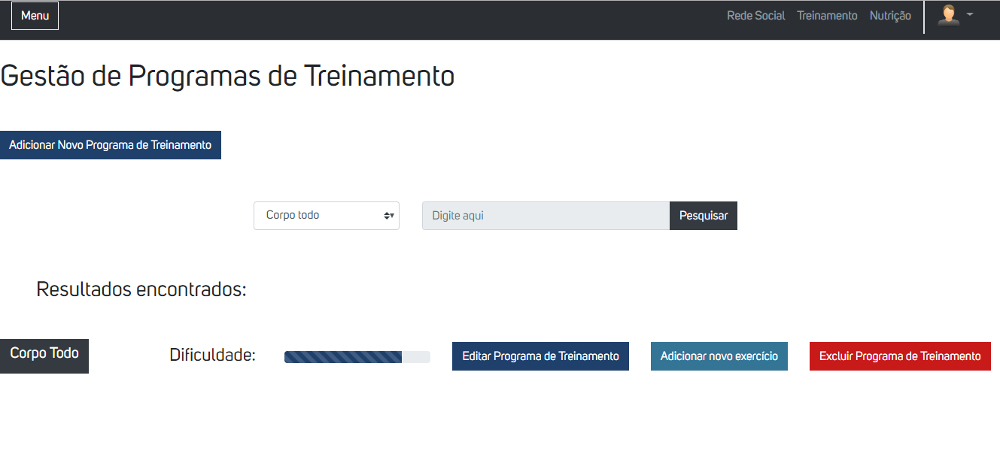 Menu
Rede Social Treinamento Nutrição
Gestão de Programas de Treinamento
Adicionar Novo Programa de Treinamento
Corpo todo
Digite aqui
Pesquisar
Resultados encontrados:
Corpo Todo
Dificuldade:
Editar Programa de Treinamento
Adicionar novo exercício
Excluir Programa de Treinamento